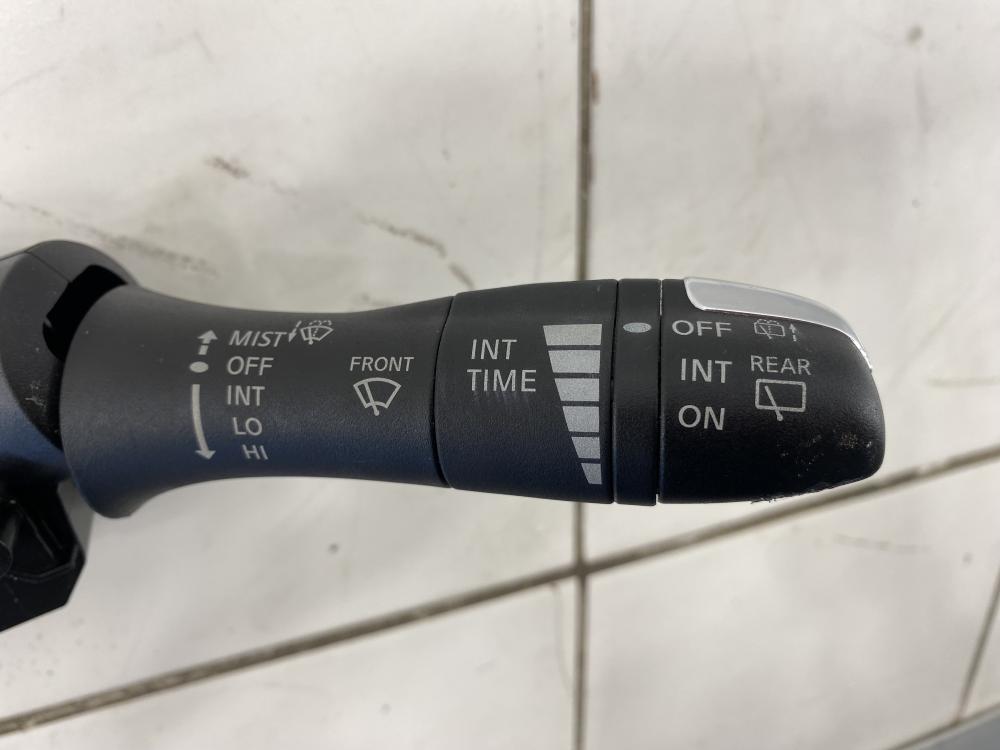 MIST
OFF
INT
LO
HI
FRONT
INT
TIME
OFF
INT
ON
REAR